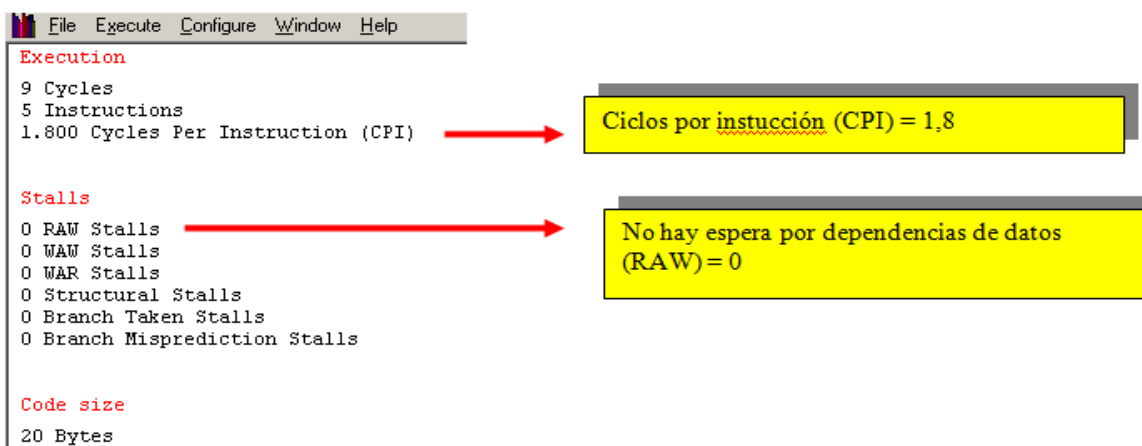 File Execute Configure Window Help
Execution
9 Cycles
5 Instructions
1.800 Cycles Per Instruction (CPI)
Ciclos por instucción (CPI) = 1,8
Stalls
0 RAW Stalls
No hay espera por dependencias de datos
(RAW) = 0
0 WAW Stalls
0 WAR Stalls
0 Structural Stalls
0 Branch Taken Stalls
0 Branch Misprediction Stalls
Code size
20 Bytes